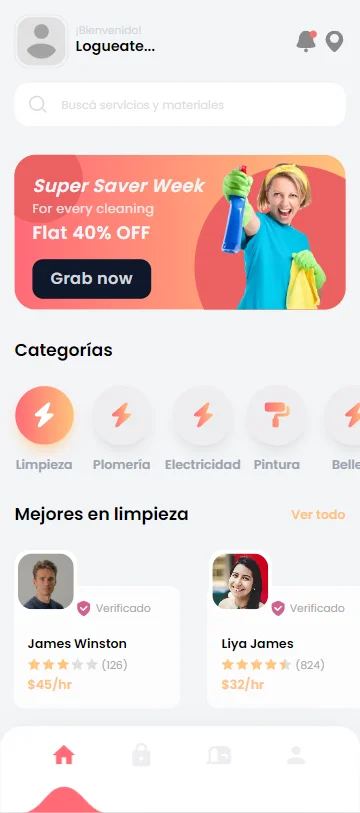 ¡Bienvenido!
Logueate...
Buscá servicios y materiales
Super Saver Week
For every cleaning
Flat 40% OFF
Grab now
Categorías
Limpieza Plomería Electricidad Pintura Belle
Mejores en limpieza Ver todo
Verificado Verificado
James Winston Liya James
(126) (824)
$45/hr $32/hr